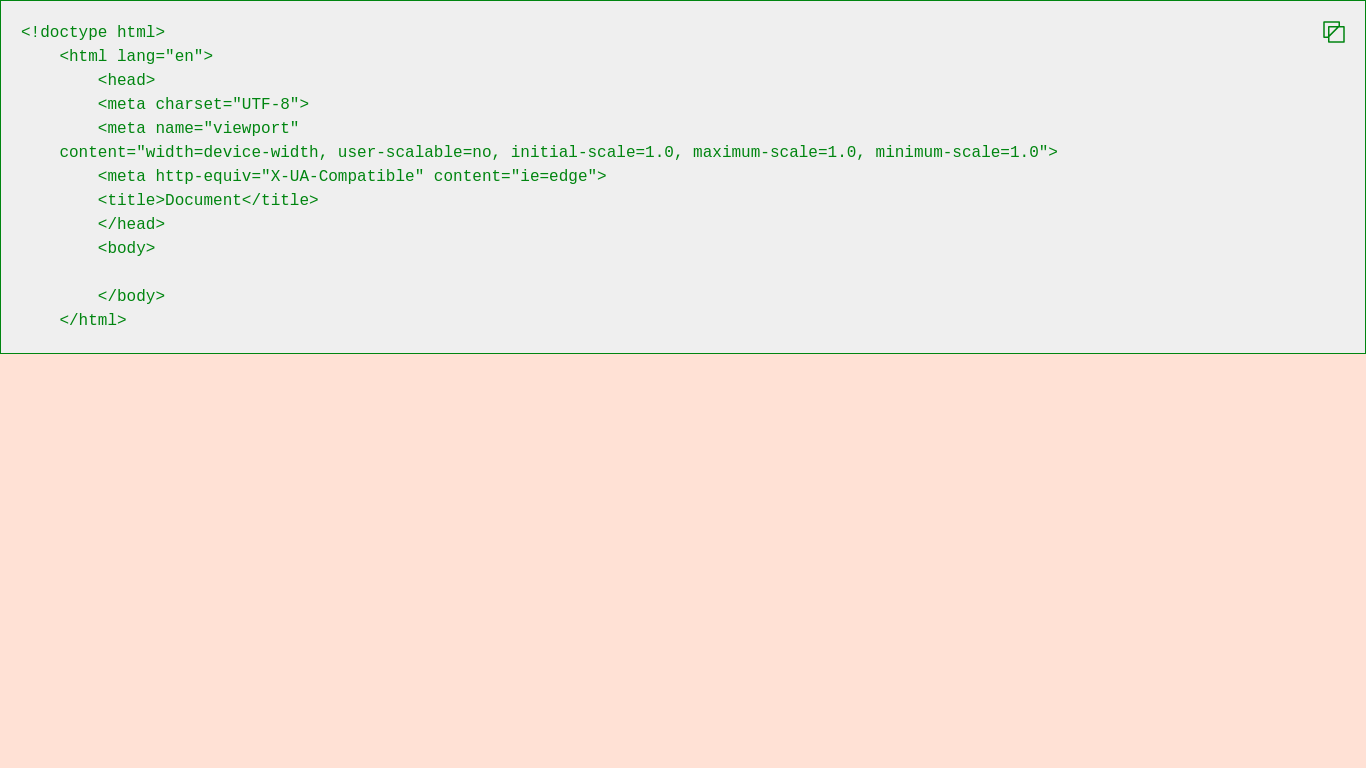 <!doctype html>
    <html lang="en">
        <head>
        <meta charset="UTF-8">
        <meta name="viewport"
    content="width=device-width, user-scalable=no, initial-scale=1.0, maximum-scale=1.0, minimum-scale=1.0">
        <meta http-equiv="X-UA-Compatible" content="ie=edge">
        <title>Document</title>
        </head>
        <body>

        </body>
    </html>